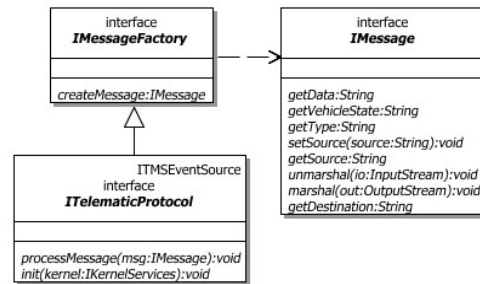 interface
IMessageFactory
createMessage:IMessage
interface
IMessage
getData:String
getVehicleState:String
getType:String
setSource(source:String):void
getSource:String
unmarshal(io:InputStream):void
marshal(out:OutputStream):void
getDestination:String
ITMSEventSource
interface
ITelematicProtocol
processMessage(msg:IMessage):void
init(kernel:IKernelServices):void